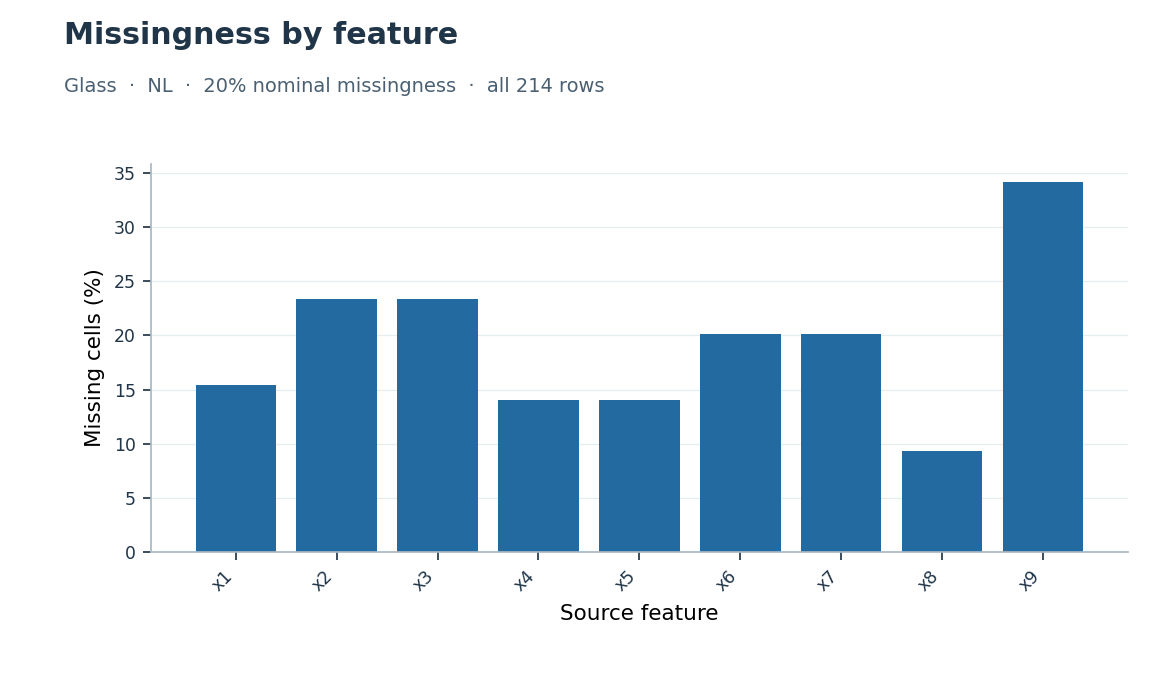 Missingness by feature
Glass · NL · 20% nominal missingness · all 214 rows
35
30
25
20
15
10
5
0
Missing cells (%)
x1 x2 x3 x4 x5 x6 x7 x8 x9
Source feature